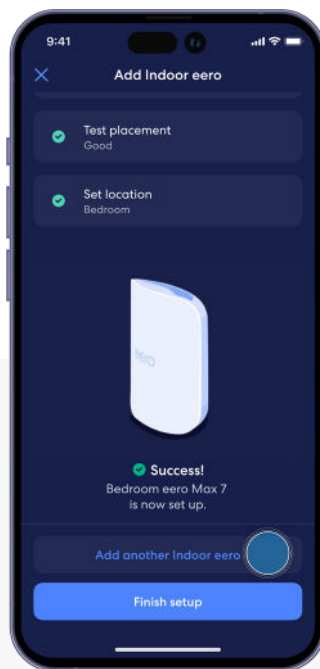 9:41
Add Indoor eero
Test placement
Good
Set location
Bedroom
eero
Success!
Bedroom eero Max 7
is now set up.
Add another Indoor eero
Finish setup